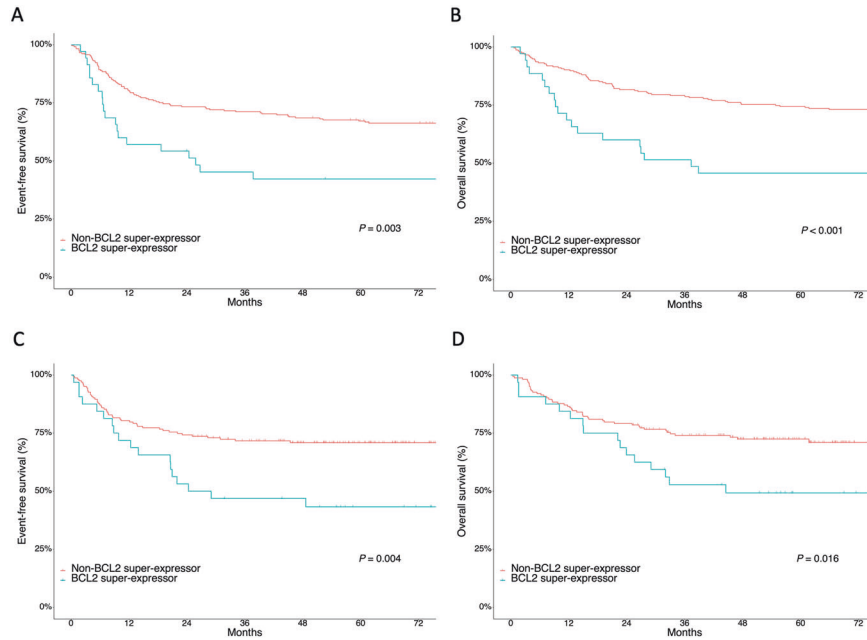 A
100%
75%
50%
25%
0%
Event-free survival (%)
P = 0.003
Non-BCL2 super-expressor
BCL2 super-expressor
0 12 24 36 48 60 72
Months
B
100%
75%
50%
25%
0%
Overall survival (%)
P < 0.001
Non-BCL2 super-expressor
BCL2 super-expressor
0 12 24 36 48 60 72
Months
C
100%
75%
50%
25%
0%
Event-free survival (%)
P = 0.004
Non-BCL2 super-expressor
BCL2 super-expressor
0 12 24 36 48 60 72
Months
D
100%
75%
50%
25%
0%
Overall survival (%)
P = 0.016
Non-BCL2 super-expressor
BCL2 super-expressor
0 12 24 36 48 60 72
Months